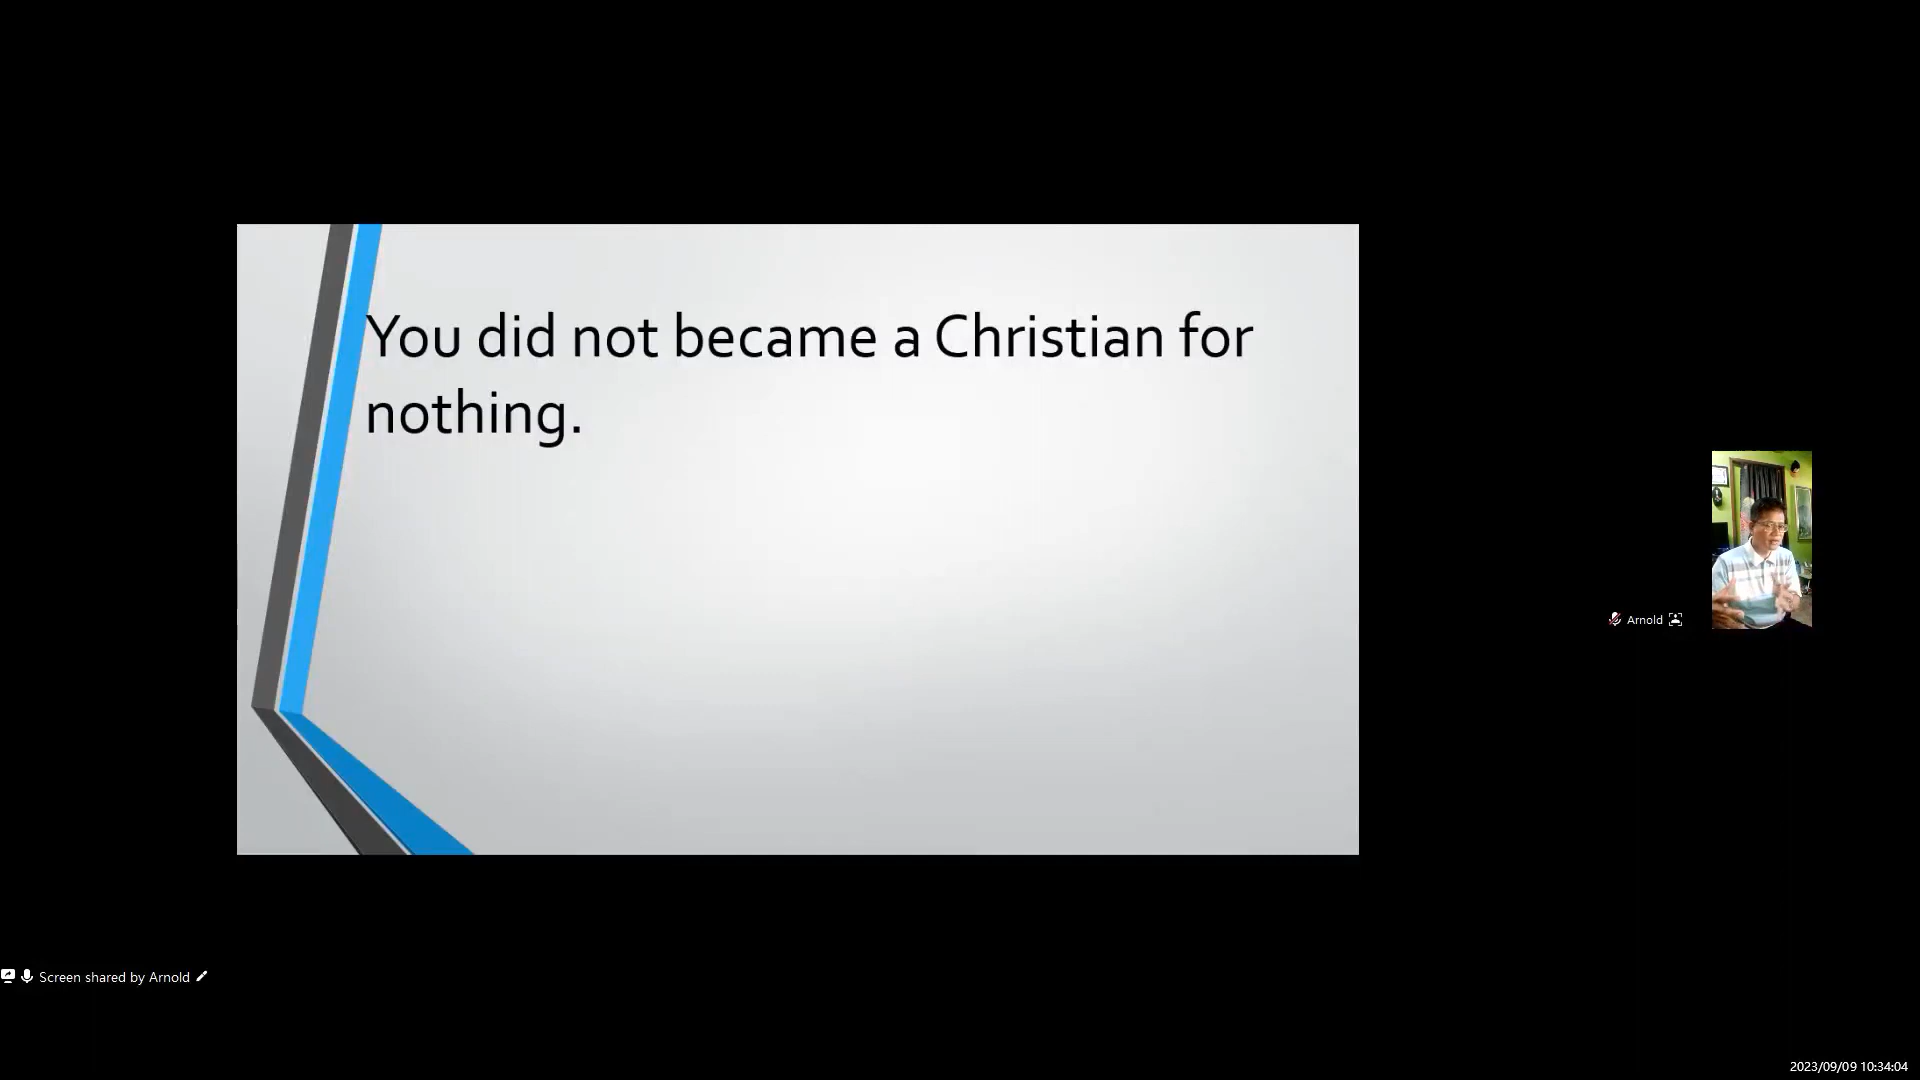 You did not became a Christian for
nothing.
Arnold
Screen shared by Arnold
2023/09/09 10:34:04